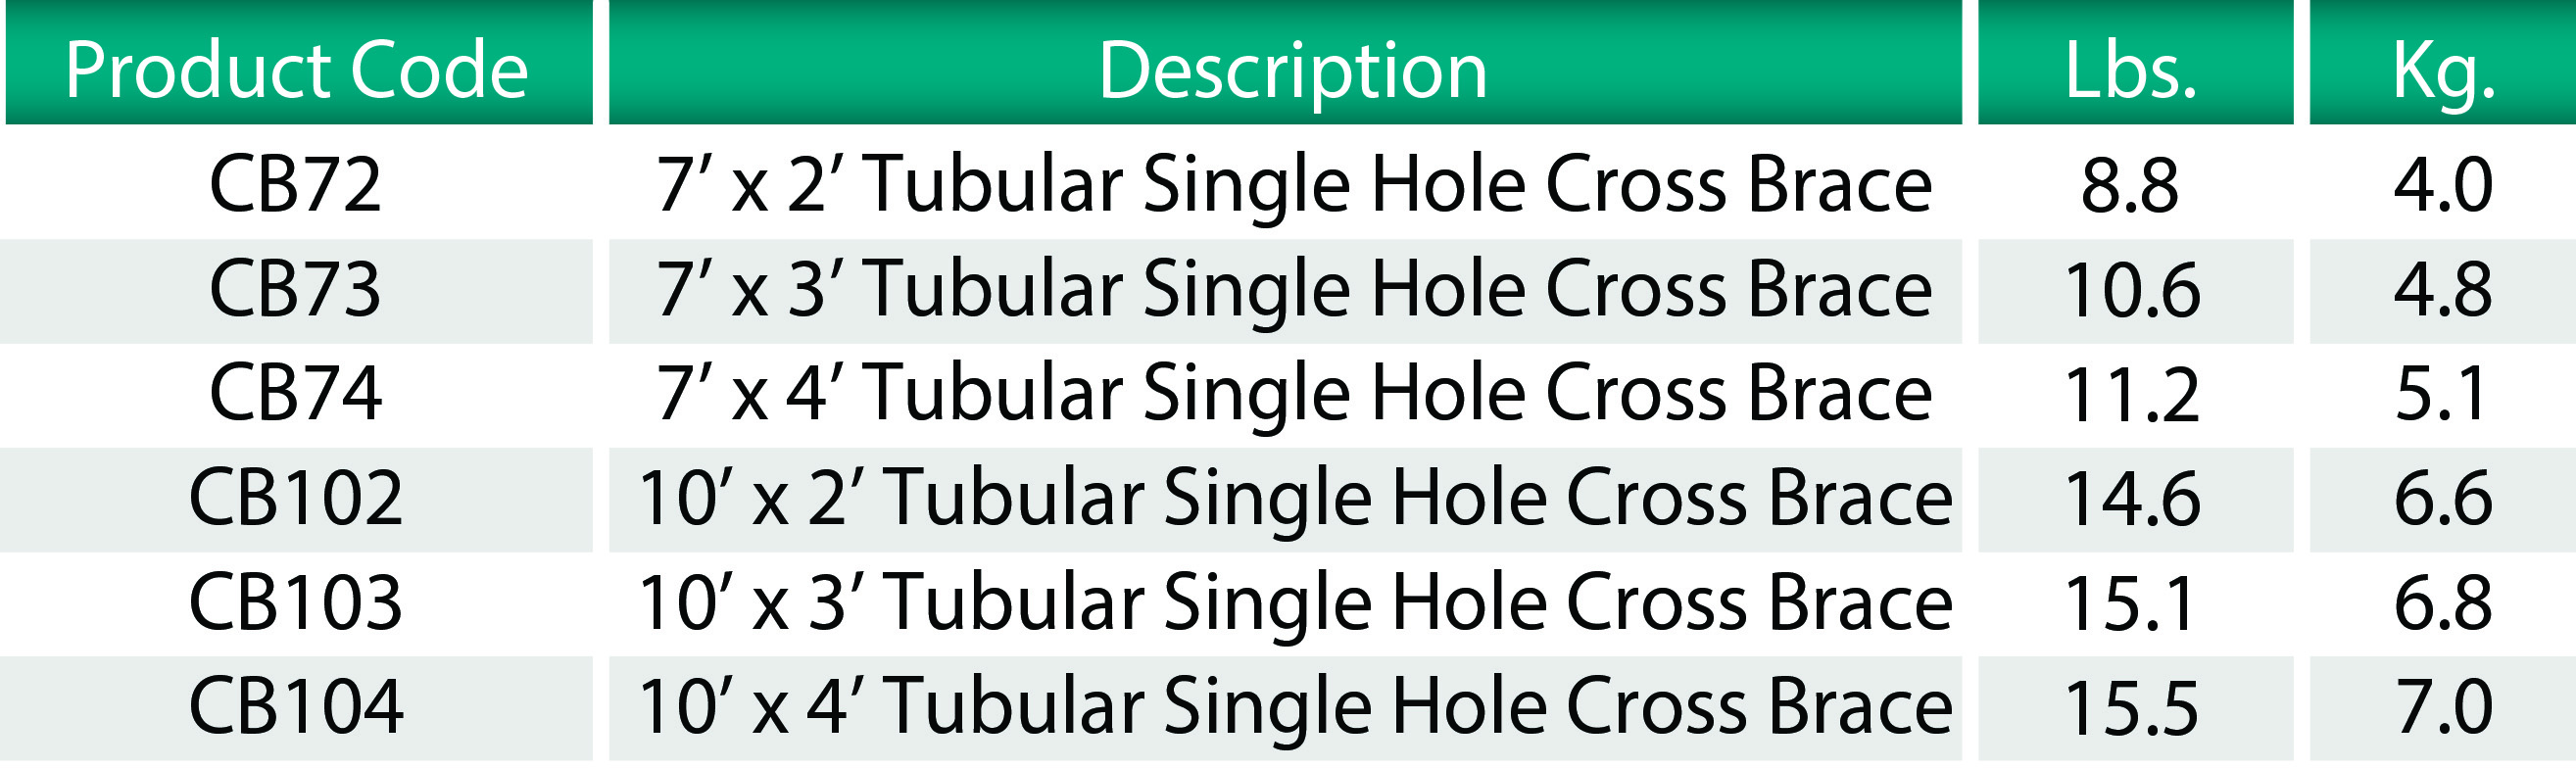 Product Code Description Lbs. Kg.
CB72 7’ x 2’ Tubular Single Hole Cross Brace 8.8 4.0
CB73 7’ x 3’ Tubular Single Hole Cross Brace 10.6 4.8
CB74 7’ x 4’ Tubular Single Hole Cross Brace 11.2 5.1
CB102 10’ x 2’ Tubular Single Hole Cross Brace 14.6 6.6
CB103 10’ x 3’ Tubular Single Hole Cross Brace 15.1 6.8
CB104 10’ x 4’ Tubular Single Hole Cross Brace 15.5 7.0